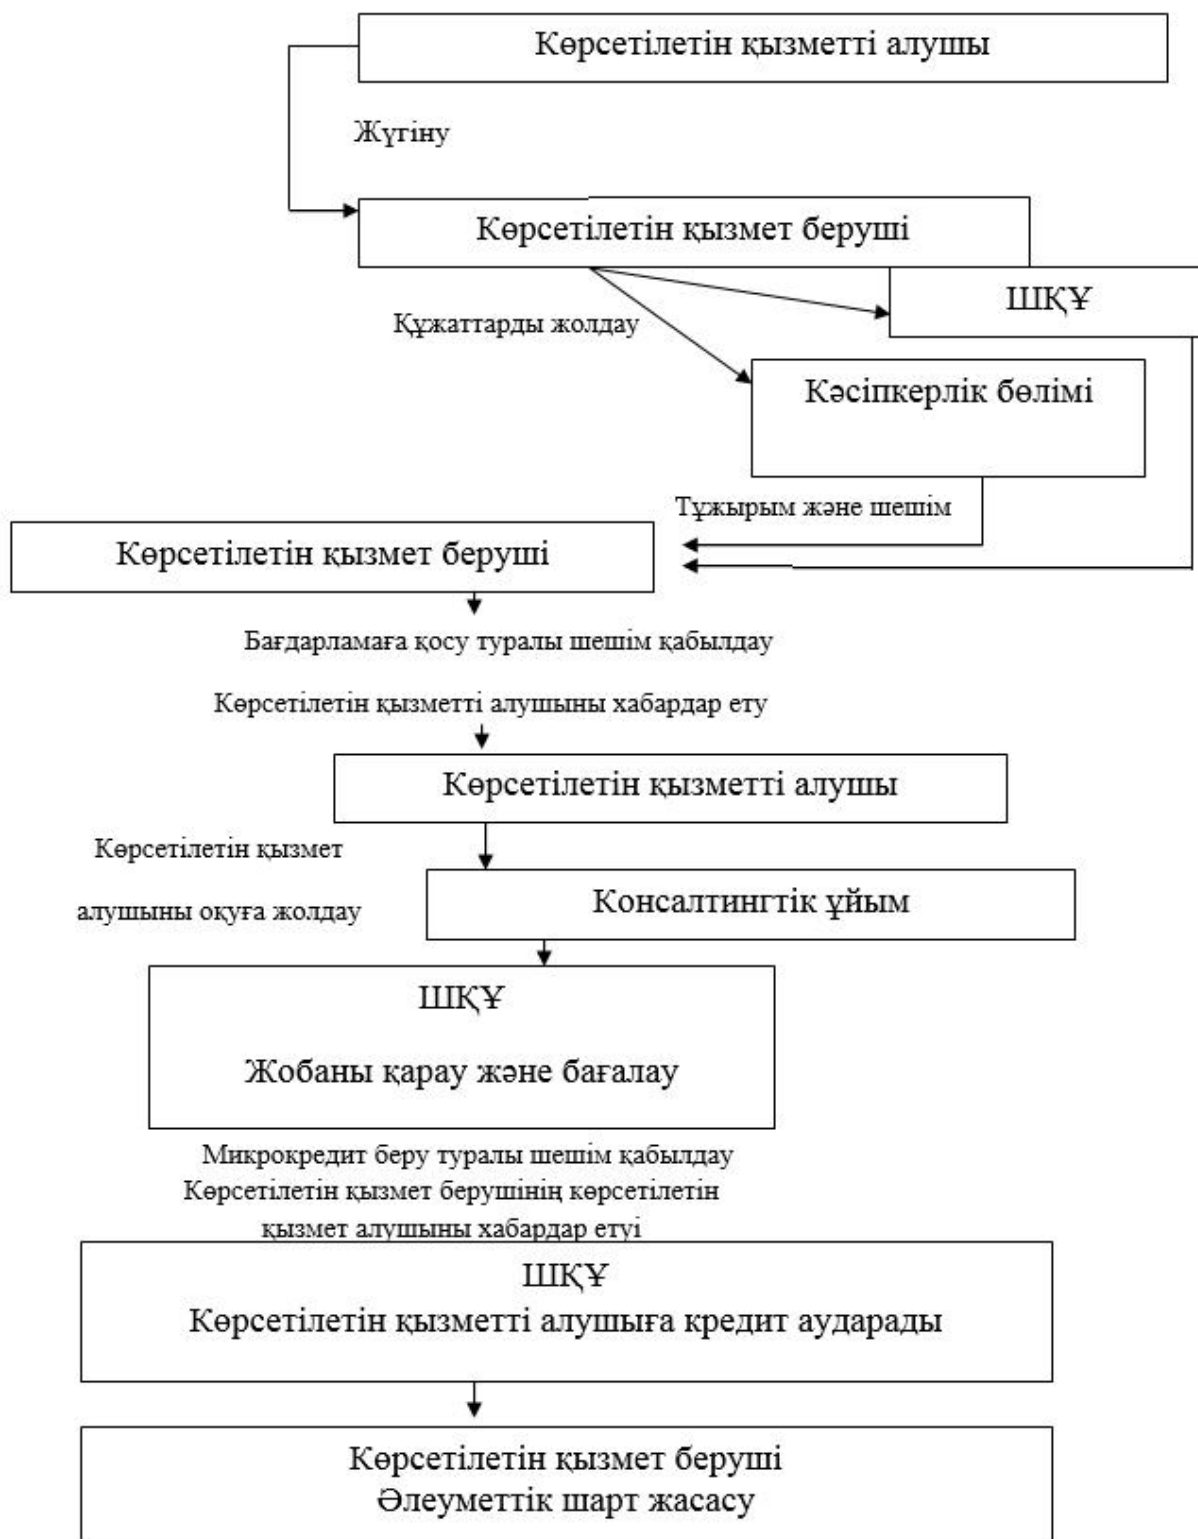 Көрсетілетін қызметті алушы
Жүгіну
Көрсетілетін қызмет беруші
ШҚҰ
Құжаттарды жолдау
Кәсіпкерлік бөлімі
Тұжырым және шешім
Көрсетілетін қызмет беруші
Бағдарламаға қосу туралы шешім қабылдау
Көрсетілетін қызметті алушыны хабардар ету
Көрсетілетін қызметті алушы
Көрсетілетін қызмет
алушыны оқуға жолдау
Консалтингтік ұйым
ШҚҰ
Жобаны қарау және бағалау
Микрокредит беру туралы шешім қабылдау
Көрсетілетін қызмет берушінің көрсетілетін
қызмет алушыны хабардар етуі
ШҚҰ
Көрсетілетін қызметті алушыға кредит аударады
Көрсетілетін қызмет беруші
Әлеуметтік шарт жасасу